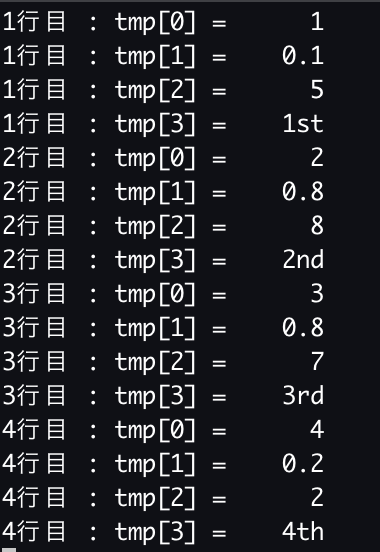 1行目 : tmp[0] =     1
1行目 : tmp[1] =   0.1
1行目 : tmp[2] =     5
1行目 : tmp[3] =   1st
2行目 : tmp[0] =     2
2行目 : tmp[1] =   0.8
2行目 : tmp[2] =     8
2行目 : tmp[3] =   2nd
3行目 : tmp[0] =     3
3行目 : tmp[1] =   0.8
3行目 : tmp[2] =     7
3行目 : tmp[3] =   3rd
4行目 : tmp[0] =     4
4行目 : tmp[1] =   0.2
4行目 : tmp[2] =     2
4行目 : tmp[3] =   4th